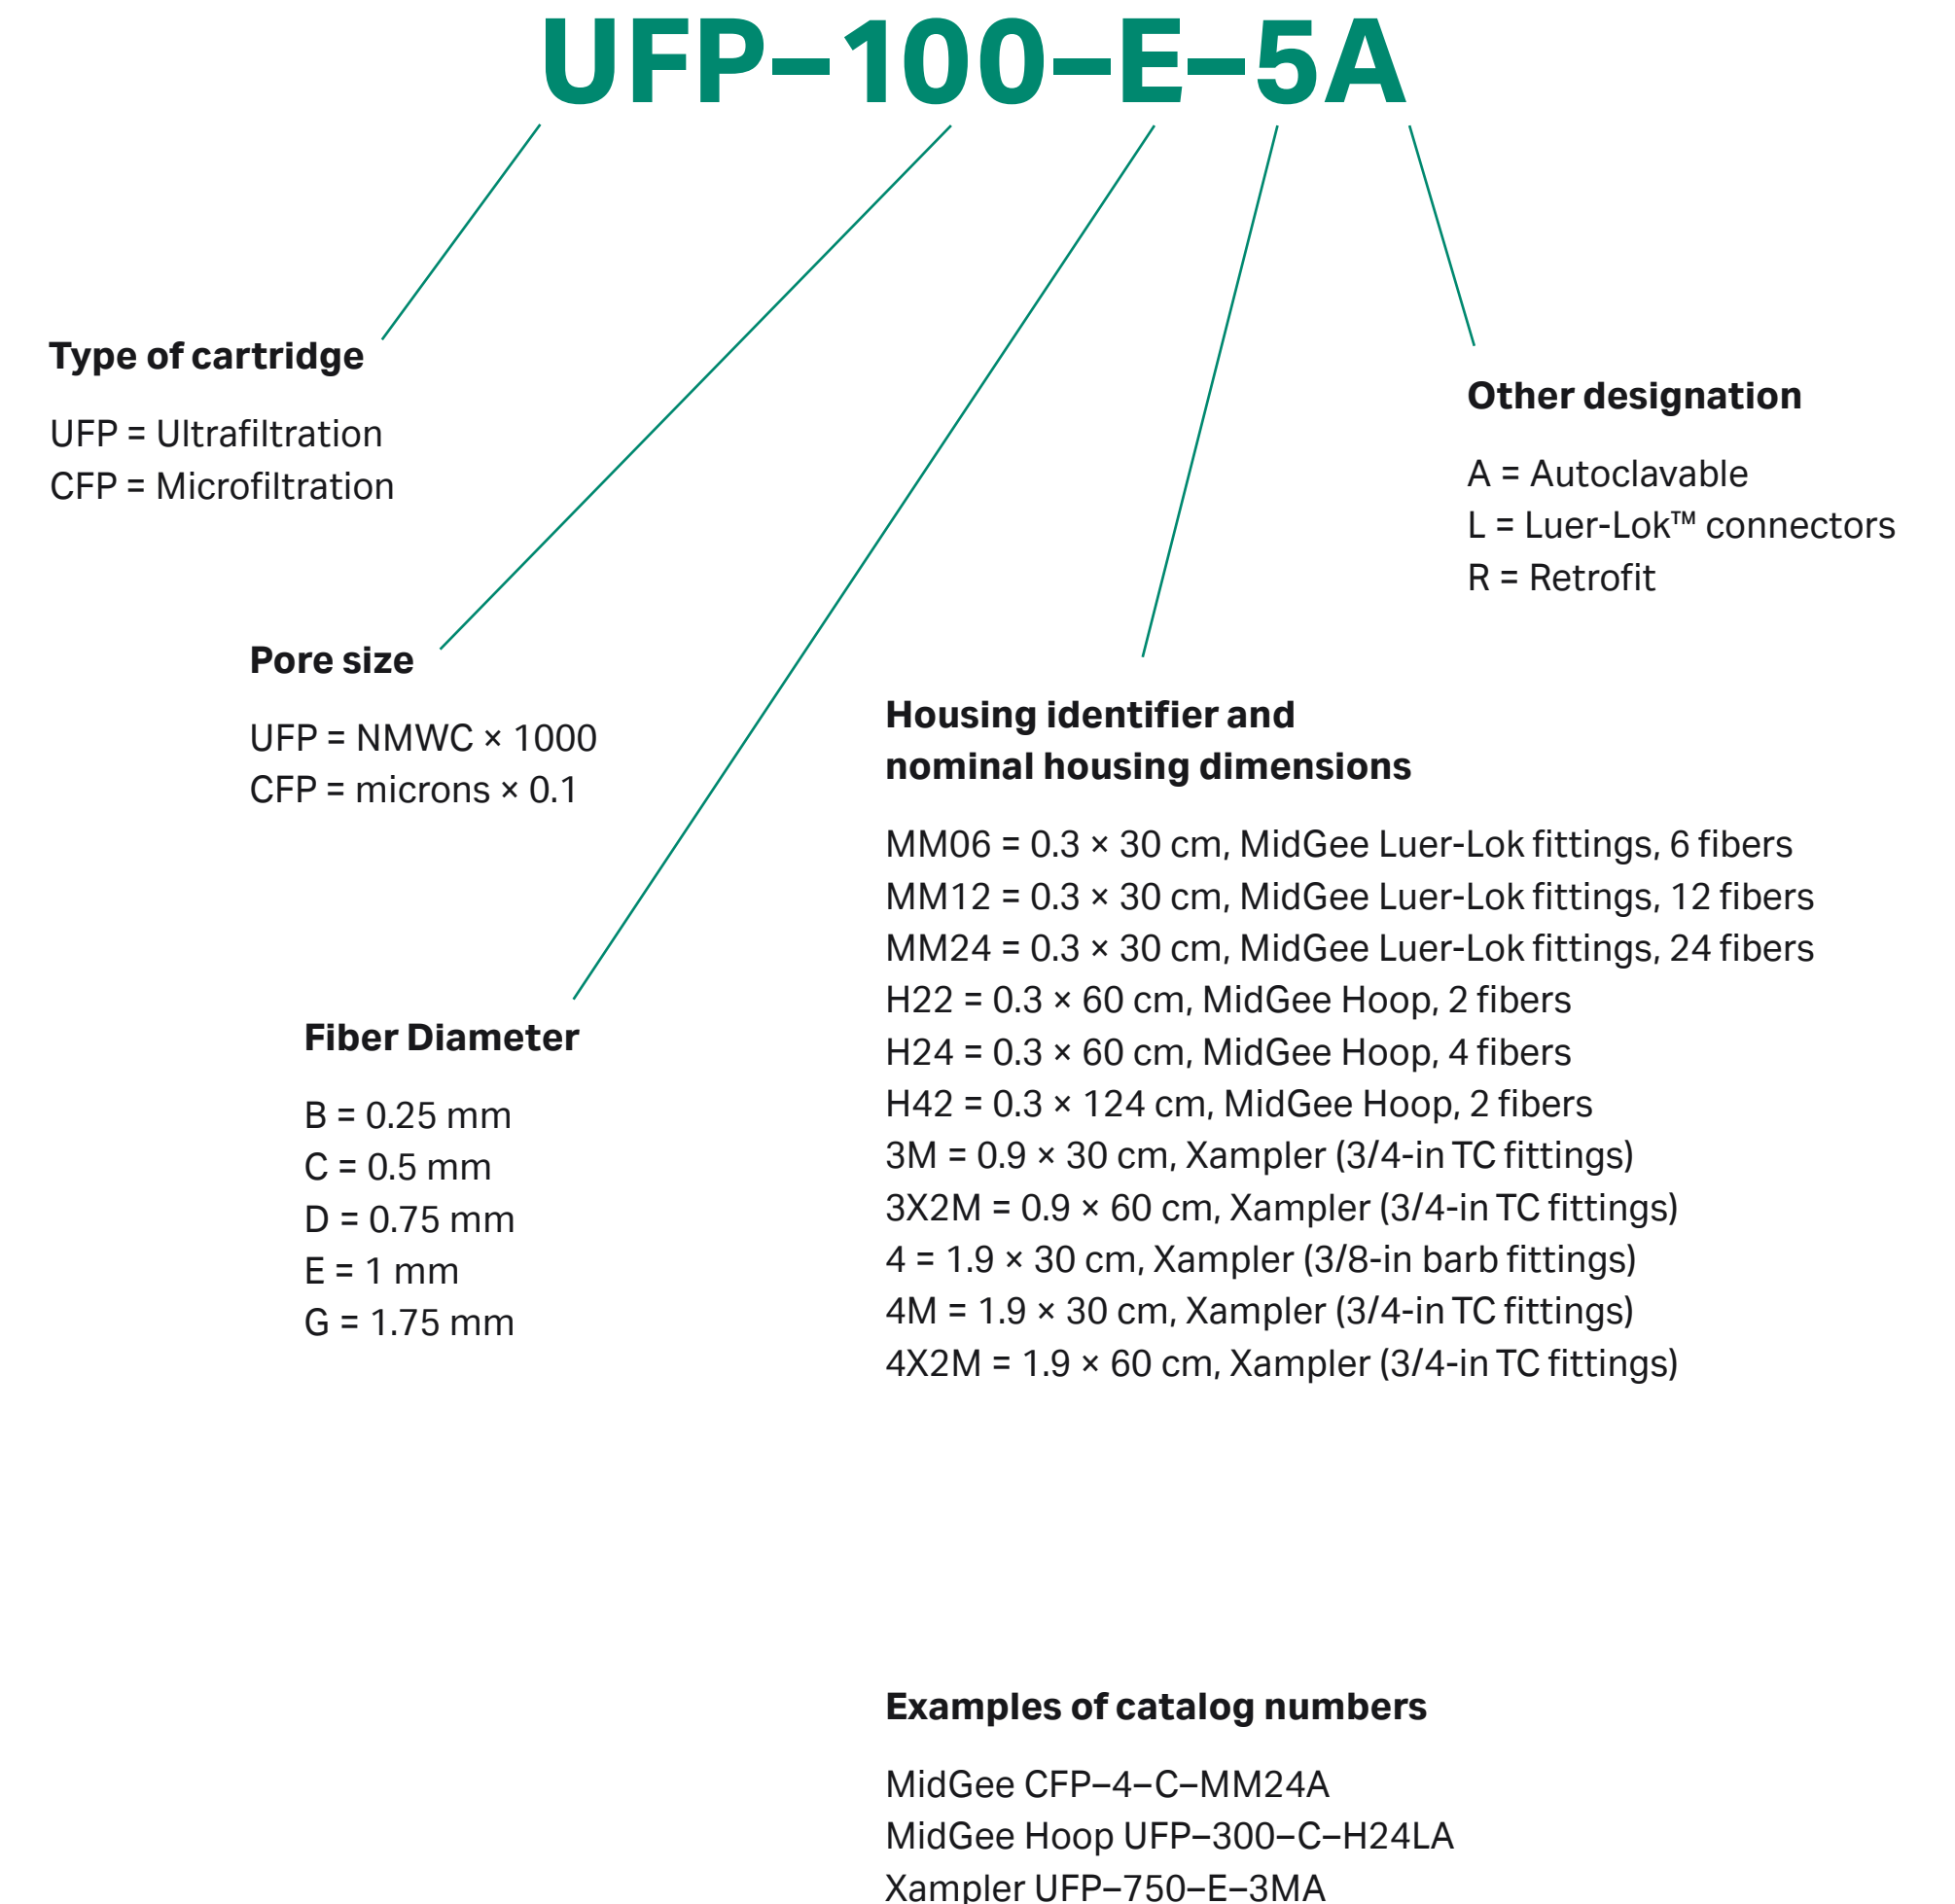 UFP–100–E–5A
Type of cartridge
UFP = Ultrafiltration
CFP = Microfiltration
Other designation
A = Autoclavable
L = Luer-Lok™ connectors
R = Retrofit
Pore size
UFP = NMWC × 1000
CFP = microns × 0.1
Housing identifier and
nominal housing dimensions
MM06 = 0.3 × 30 cm, MidGee Luer-Lok fittings, 6 fibers
MM12 = 0.3 × 30 cm, MidGee Luer-Lok fittings, 12 fibers
MM24 = 0.3 × 30 cm, MidGee Luer-Lok fittings, 24 fibers
H22 = 0.3 × 60 cm, MidGee Hoop, 2 fibers
H24 = 0.3 × 60 cm, MidGee Hoop, 4 fibers
H42 = 0.3 × 124 cm, MidGee Hoop, 2 fibers
3M = 0.9 × 30 cm, Xampler (3/4-in TC fittings)
3X2M = 0.9 × 60 cm, Xampler (3/4-in TC fittings)
4 = 1.9 × 30 cm, Xampler (3/8-in barb fittings)
4M = 1.9 × 30 cm, Xampler (3/4-in TC fittings)
4X2M = 1.9 × 60 cm, Xampler (3/4-in TC fittings)
Fiber Diameter
B = 0.25 mm
C = 0.5 mm
D = 0.75 mm
E = 1 mm
G = 1.75 mm
Examples of catalog numbers
MidGee CFP–4–C–MM24A
MidGee Hoop UFP–300–C–H24LA
Xampler UFP–750–E–3MA